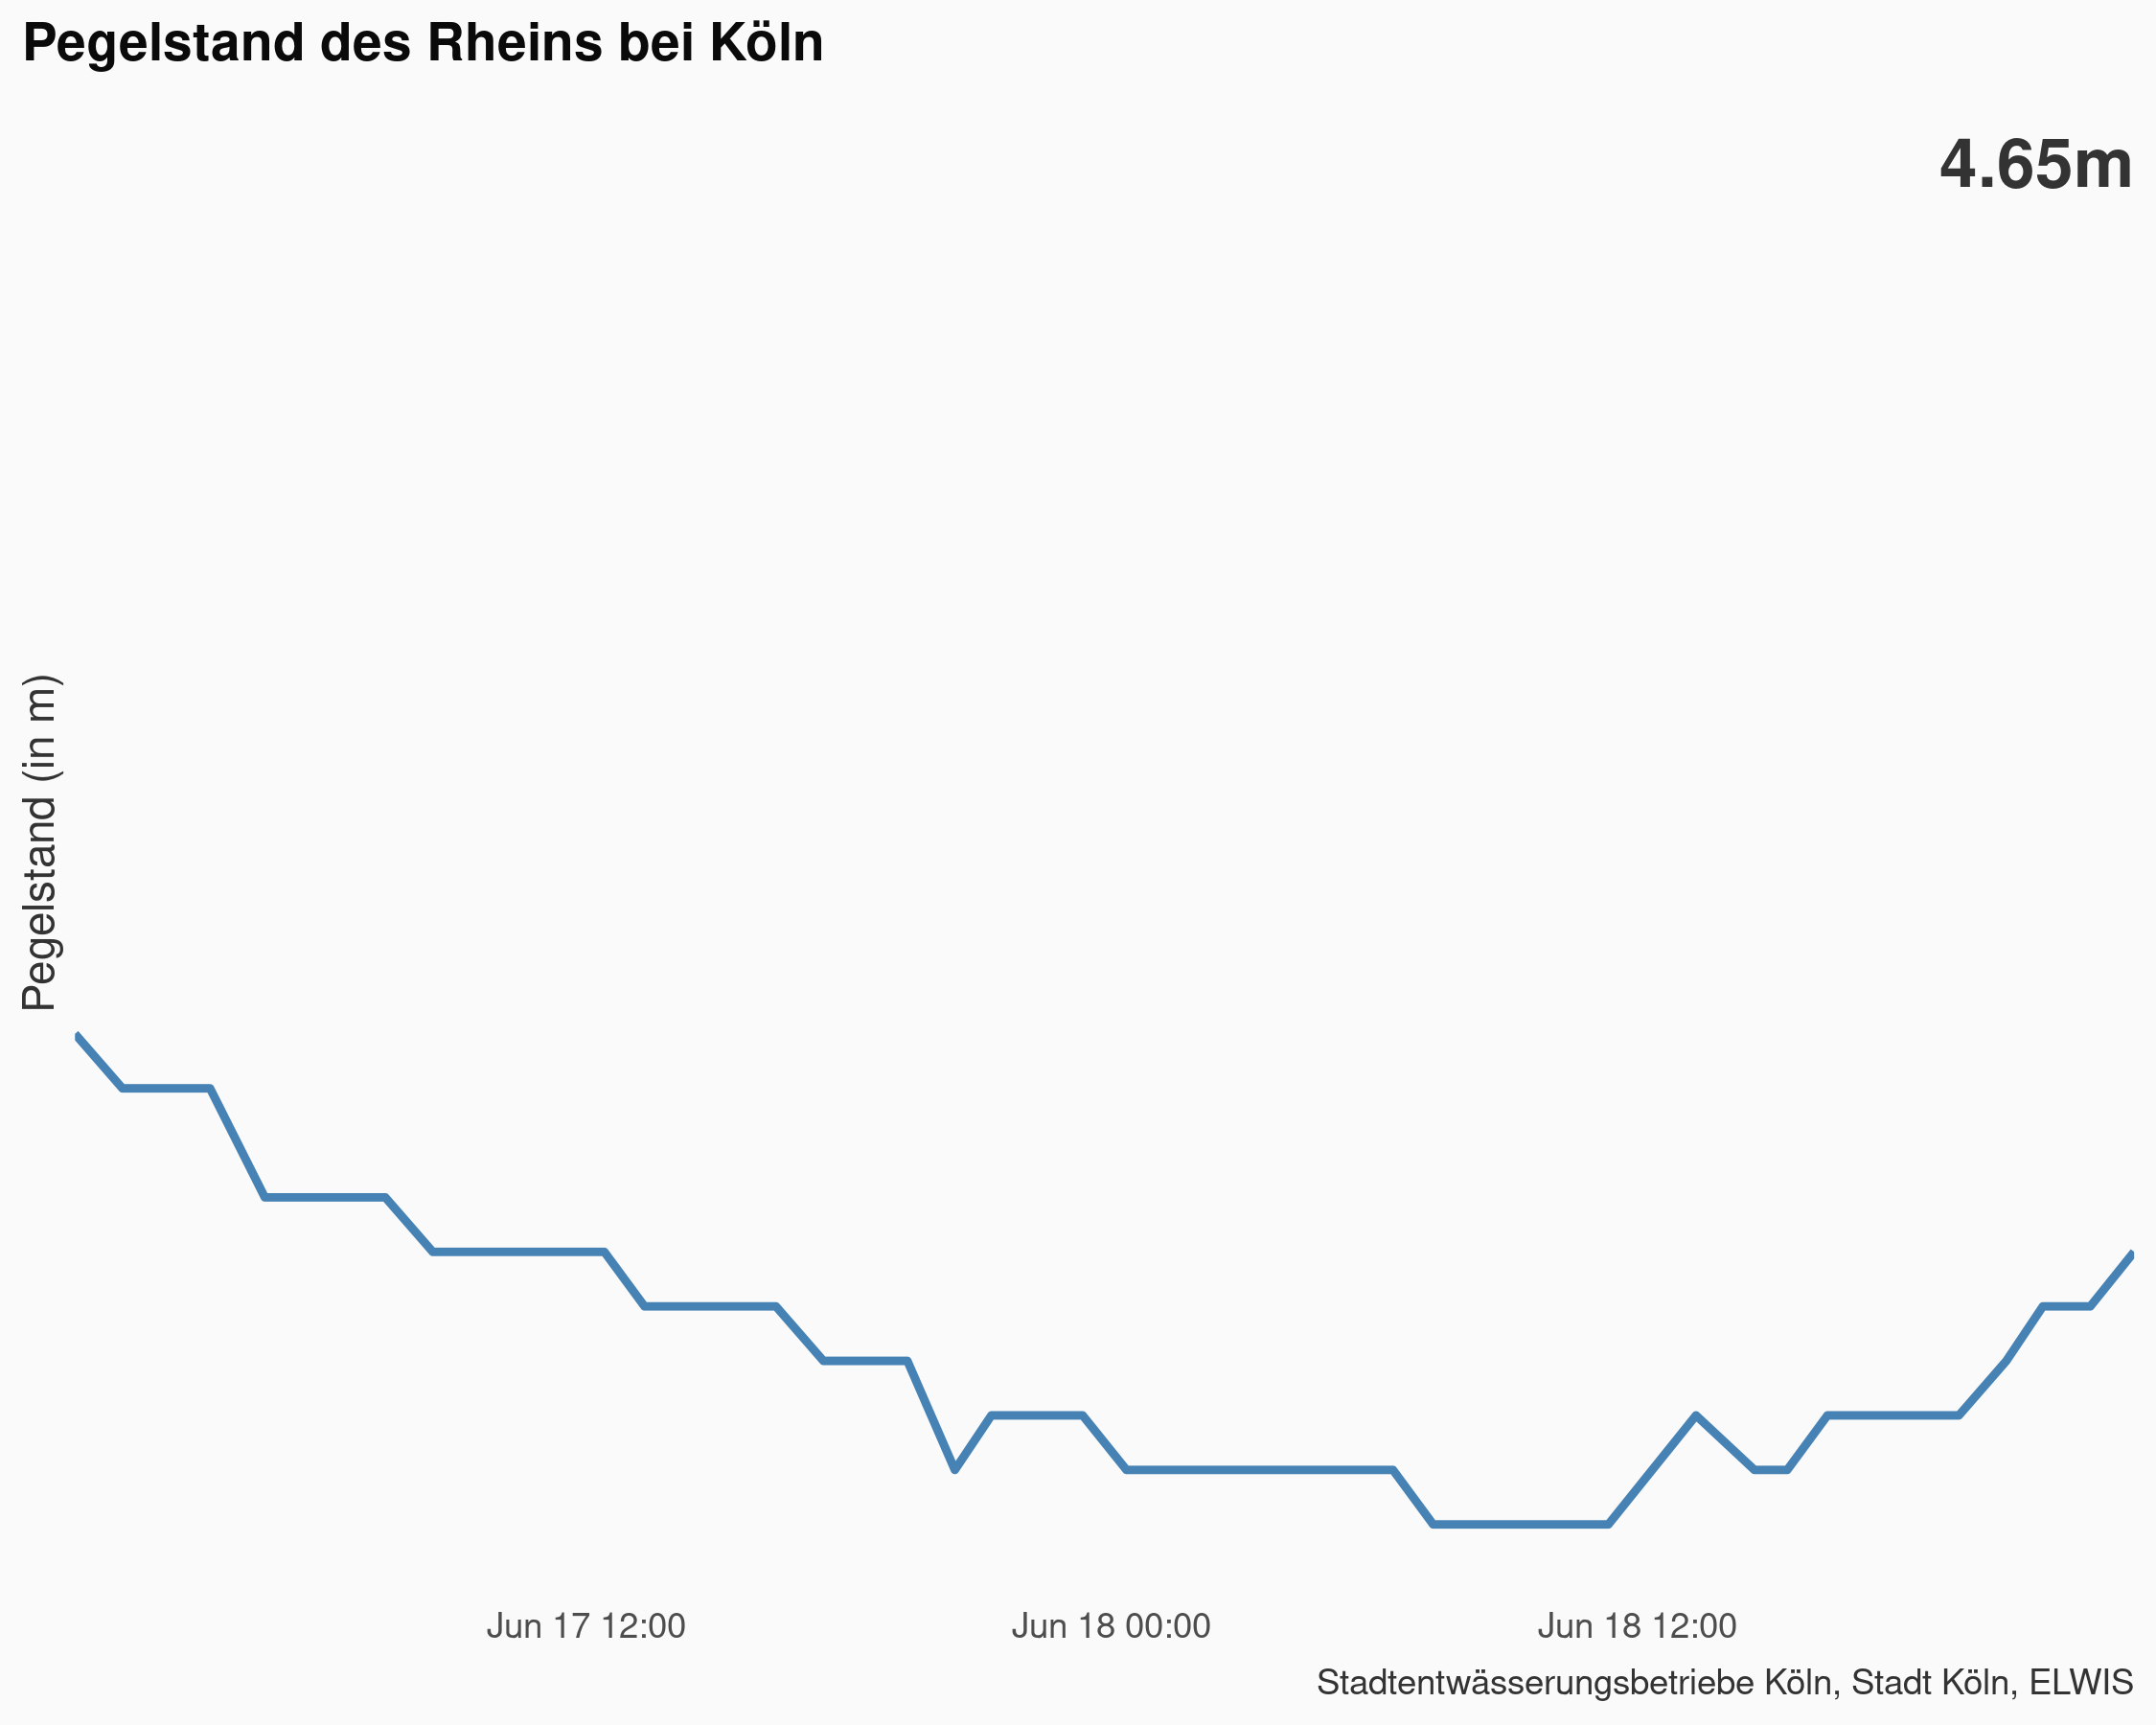 Pegelstand des Rheins bei Köln
4.65m
Pegelstand (in m)
Jun 17 12:00
Jun 18 00:00
Jun 18 12:00
Stadtentwässerungsbetriebe Köln, Stadt Köln, ELWIS